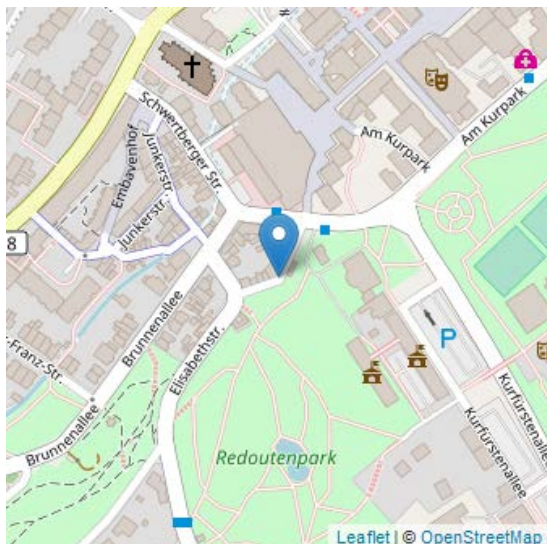 Schwertberger Str.
Am Kurpark
Am Kurpark
Embavenhof
Junkerstr.
Junkerstr.
8
P
Brunnenallee
Elisabethstr.
-Franz-Str.
Kurfürstenallee
Kurfürstenallee
Brunnenallee
Redoutenpark
Leaflet | © OpenStreetMap